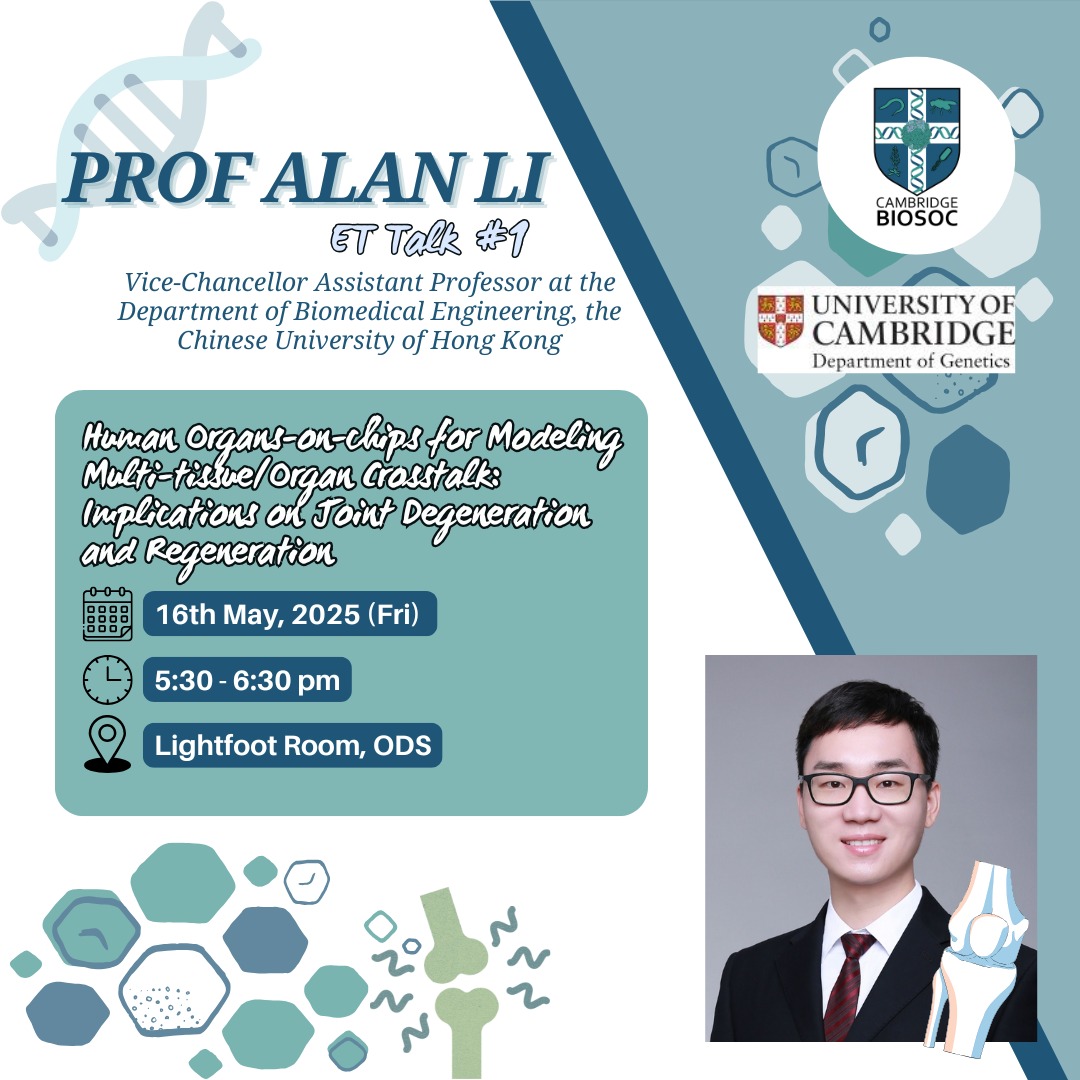 PROF ALAN LI
ET Talk #1
Vice-Chancellor Assistant Professor at the
Department of Biomedical Engineering, the
Chinese University of Hong Kong
CAMBRIDGE
BIOSOC
UNIVERSITY OF
CAMBRIDGE
Department of Genetics
Human Organs-on-chips for Modeling
Multi-tissue/Organ Crosstalk:
Implications on Joint Degeneration
and Regeneration
16th May, 2025 (Fri)
5:30 - 6:30 pm
Lightfoot Room, ODS